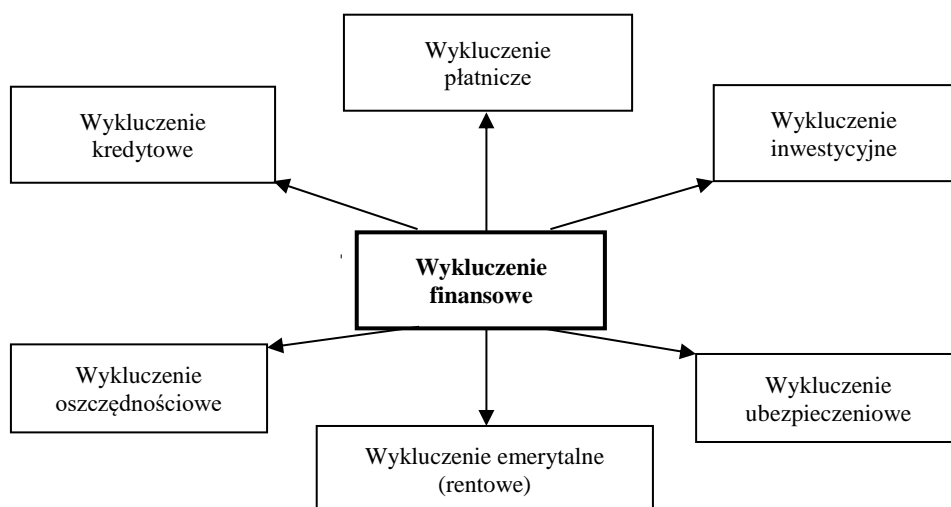 Wykluczenie
płatnicze
Wykluczenie
kredytowe
Wykluczenie
inwestycyjne
Wykluczenie
finansowe
Wykluczenie
oszczędnościowe
Wykluczenie
ubezpieczeniowe
Wykluczenie emerytalne
(rentowe)